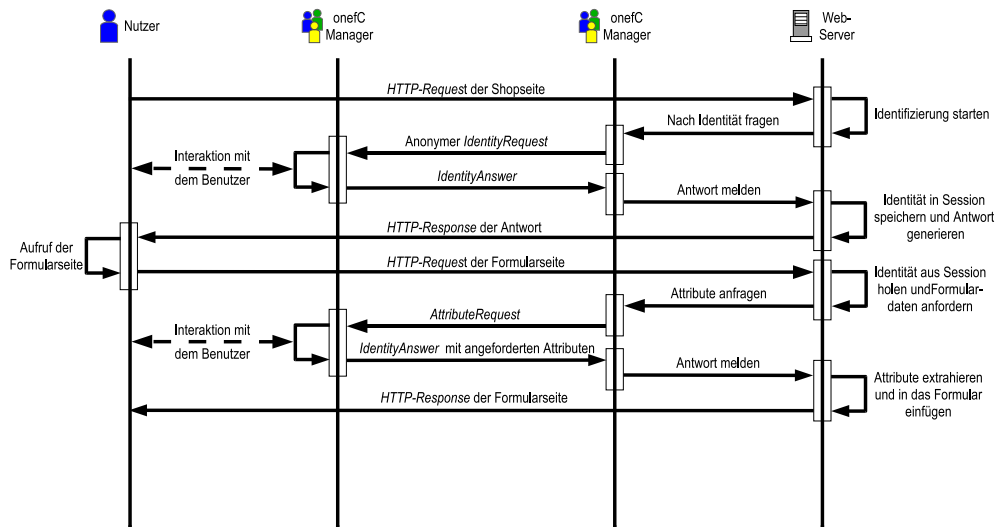 Nutzer
onefC
Manager
onefC
Manager
Web-
Server
HTTP-Request der Shopseite
Identifizierung starten
Nach Identität fragen
Anonymer IdentityRequest
Interaktion mit
dem Benutzer
IdentityAnswer
Antwort melden
Identität in Session
speichern und Antwort
generieren
HTTP-Response der Antwort
Aufruf der
Formularseite
HTTP-Request der Formularseite
Identität aus Session
holen undFormular-
daten anfordern
Attribute anfragen
AttributeRequest
Interaktion mit
dem Benutzer
IdentityAnswer mit angeforderten Attributen
Antwort melden
Attribute extrahieren
und in das Formular
einfügen
HTTP-Response der Formularseite